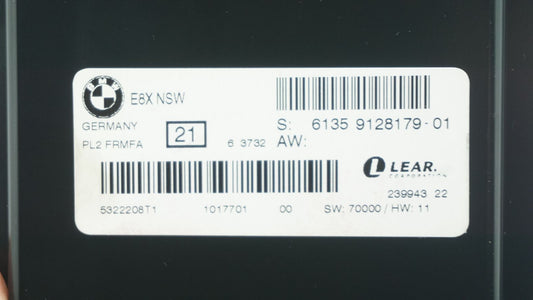 BMW
E8X NSW
GERMANY
PL2 FRMFA
21
6 3732
S: 6135 9128179-01
AW:
LEAR.
CORPORATION
239943 22
5322208T1 1017701 00 SW: 70000 / HW: 11